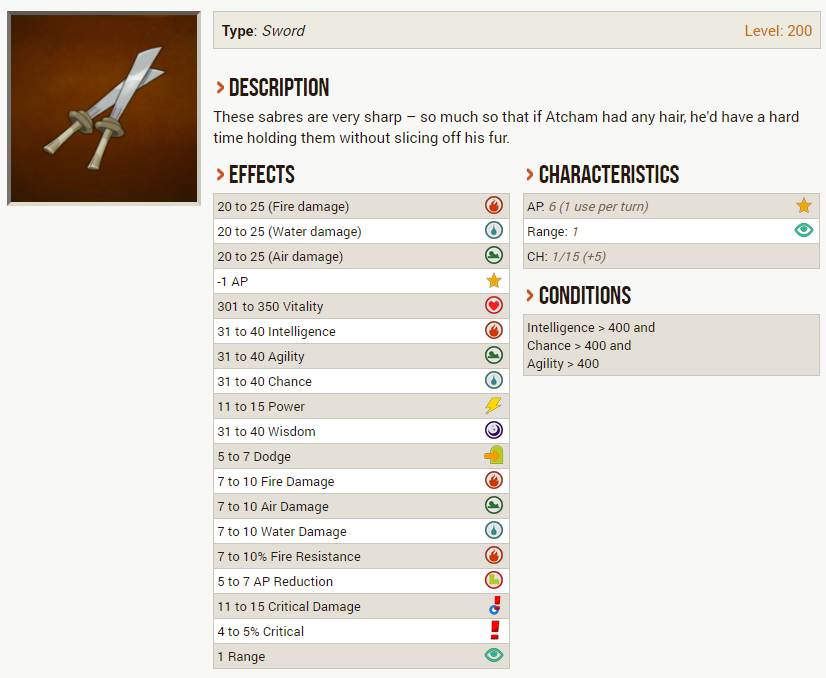 Type: Sword
Level: 200
DESCRIPTION
These sabres are very sharp – so much so that if Atcham had any hair, he'd have a hard
time holding them without slicing off his fur.
EFFECTS
20 to 25 (Fire damage)
20 to 25 (Water damage)
20 to 25 (Air damage)
-1 AP
301 to 350 Vitality
31 to 40 Intelligence
31 to 40 Agility
31 to 40 Chance
11 to 15 Power
31 to 40 Wisdom
5 to 7 Dodge
7 to 10 Fire Damage
7 to 10 Air Damage
7 to 10 Water Damage
7 to 10% Fire Resistance
5 to 7 AP Reduction
11 to 15 Critical Damage
4 to 5% Critical
1 Range
CHARACTERISTICS
AP: 6 (1 use per turn)
Range: 1
CH: 1/15 (+5)
CONDITIONS
Intelligence > 400 and
Chance > 400 and
Agility > 400